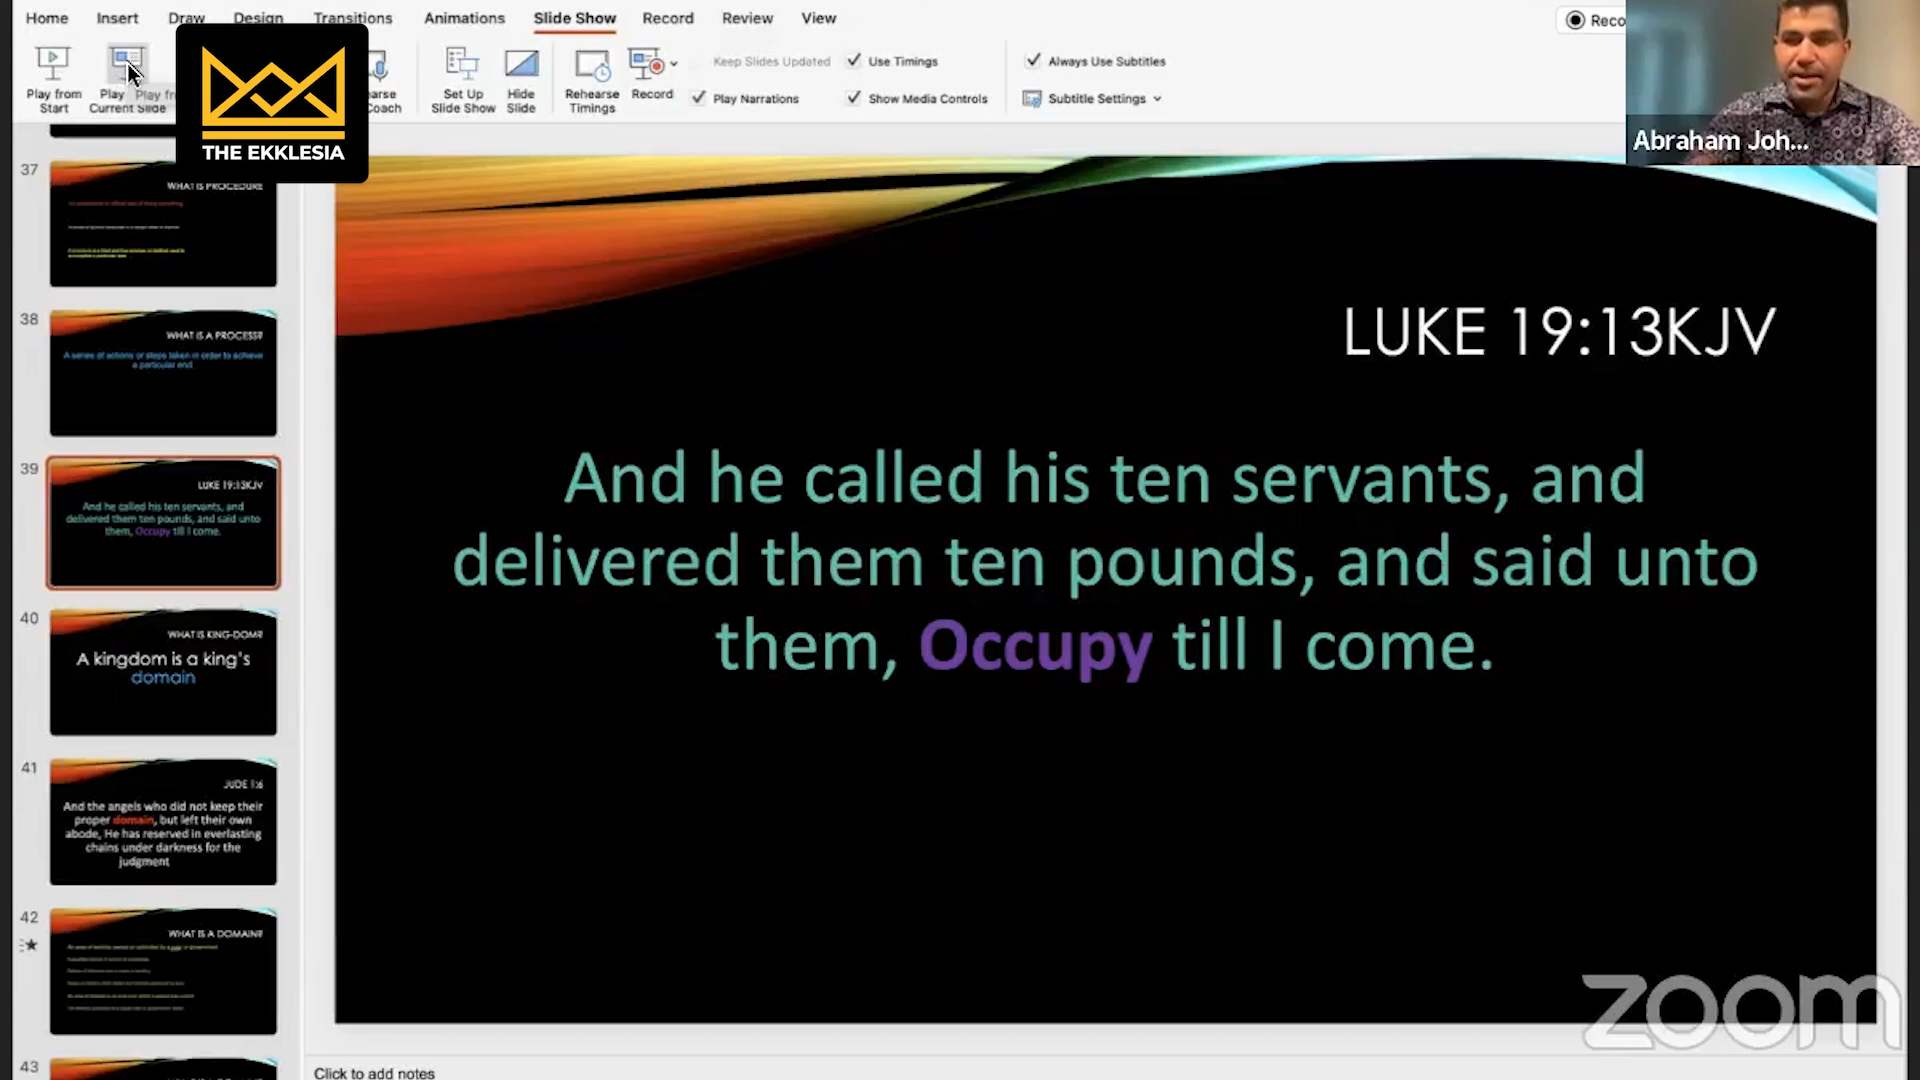 Home Insert Draw Design Transitions Animations Slide Show Record Review View
Reco
Play from
Start
Play
Current Slide
Play fr
THE EKKLESIA
earse
Coach
Set Up
Slide Show
Hide
Slide
Rehearse
Timings
Record
Keep Slides Updated
Play Narrations
Use Timings
Show Media Controls
Always Use Subtitles
Subtitle Settings
Abraham Joh...
37
WHAT IS PROCEDURE
38
WHAT IS A PROCESS?
A series of actions or steps taken in order to achieve
a particular end
39
LUKE 19:13KJV
And he called his ten servants, and
delivered them ten pounds, and said unto
them, Occupy till I come.
40
WHAT IS KING-DOM?
A kingdom is a king's
domain
41
JUDE 1:6
And the angels who did not keep their
proper domain, but left their own
abode, He has reserved in everlasting
chains under darkness for the
judgment
42
WHAT IS A DOMAIN?
43
LUKE 19:13KJV
And he called his ten servants, and
delivered them ten pounds, and said unto
them, Occupy till I come.
zoom
Click to add notes